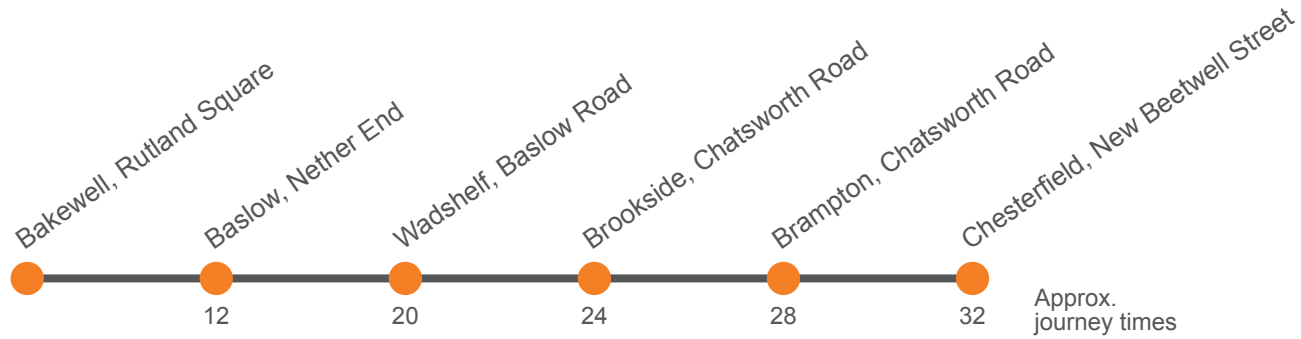 Bakewell, Rutland Square
Baslow, Nether End
Wadshelf, Baslow Road
Brookside, Chatsworth Road
Brampton, Chatsworth Road
Chesterfield, New Beetwell Street
12
20
24
28
32
Approx.
journey times